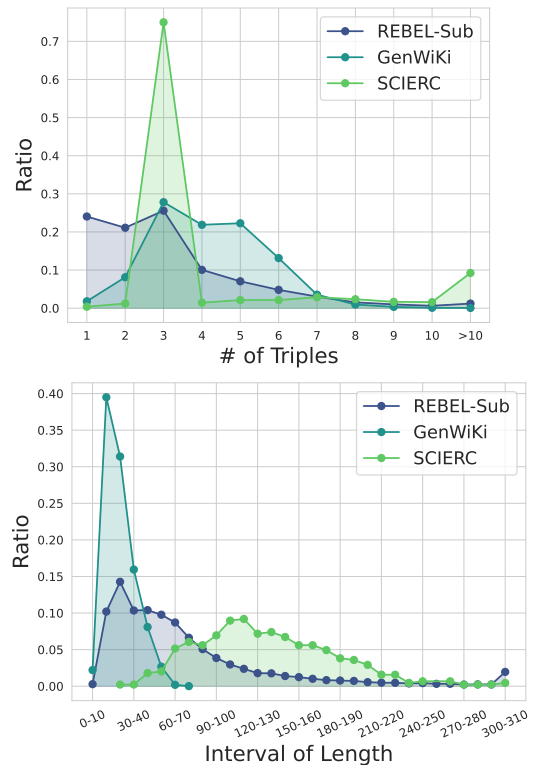 REBEL-Sub
GenWiKi
SCIERC
0.7
0.6
0.5
0.4
0.3
0.2
0.1
0.0
Ratio
1 2 3 4 5 6 7 8 9 10 >10
# of Triples
REBEL-Sub
GenWiKi
SCIERC
0.40
0.35
0.30
0.25
0.20
0.15
0.10
0.05
0.00
Ratio
0-10 30-40 60-70 90-100 120-130 150-160 180-190 210-220 240-250 270-280 300-310
Interval of Length